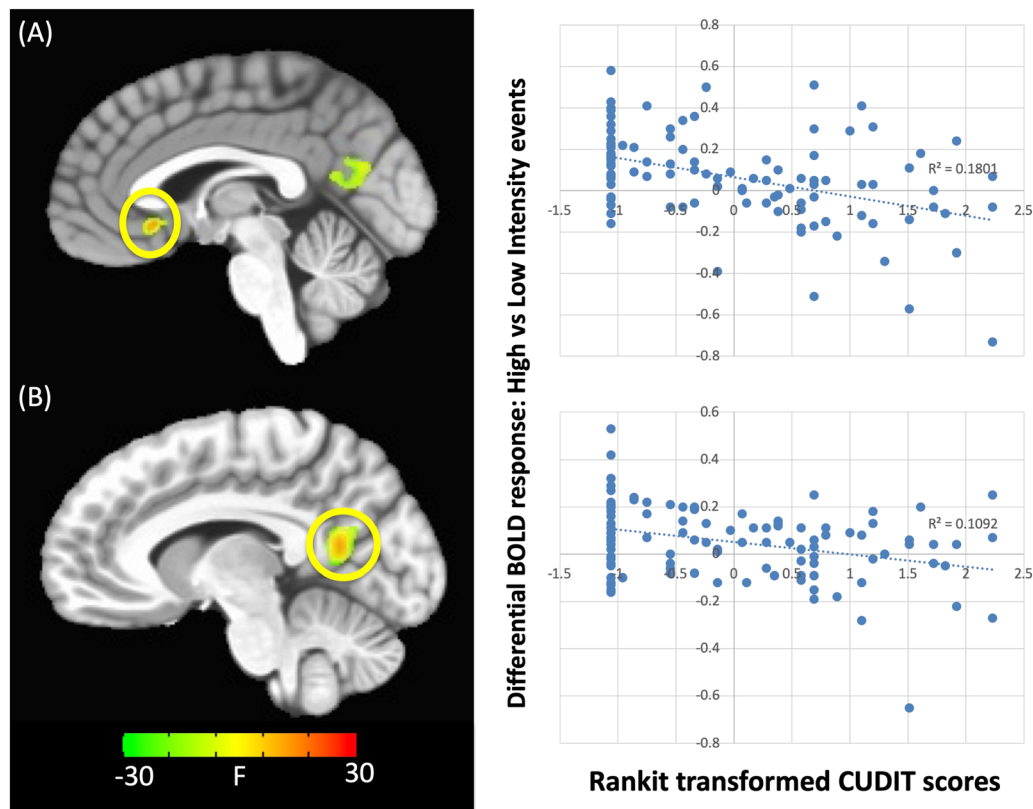 (A)
(B)
-30 F 30
Differential BOLD response: High vs Low Intensity events
0.8
0.6
0.4
0.2
R² = 0.1801
0
-1.5 -1 -0.5 0 0.5 1 1.5 2 2.5
-0.2
-0.4
-0.6
-0.8
0.6
0.4
0.2
R² = 0.1092
0
-1.5 -1 -0.5 0 0.5 1 1.5 2 2.5
-0.2
-0.4
-0.6
-0.8
Rankit transformed CUDIT scores